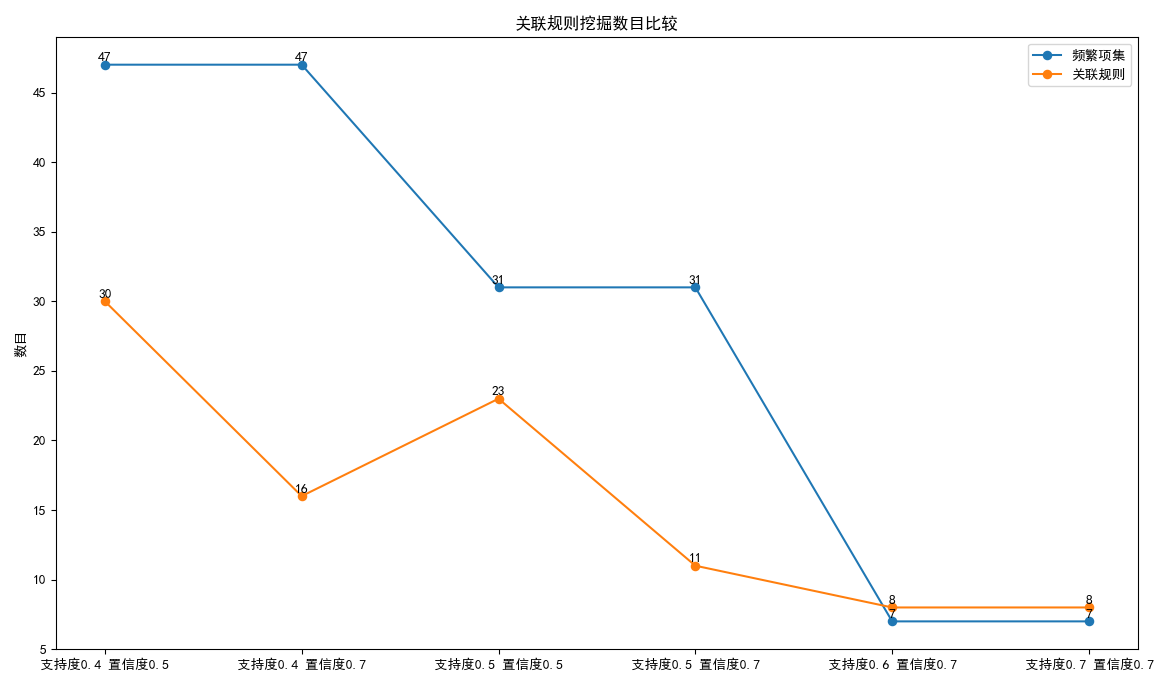 关联规则挖掘数目比较
频繁项集
关联规则
数目
45
40
35
30
25
20
15
10
5
47
47
31
31
7
7
30
16
23
11
8
8
支持度0.4 置信度0.5
支持度0.4 置信度0.7
支持度0.5 置信度0.5
支持度0.5 置信度0.7
支持度0.6 置信度0.7
支持度0.7 置信度0.7